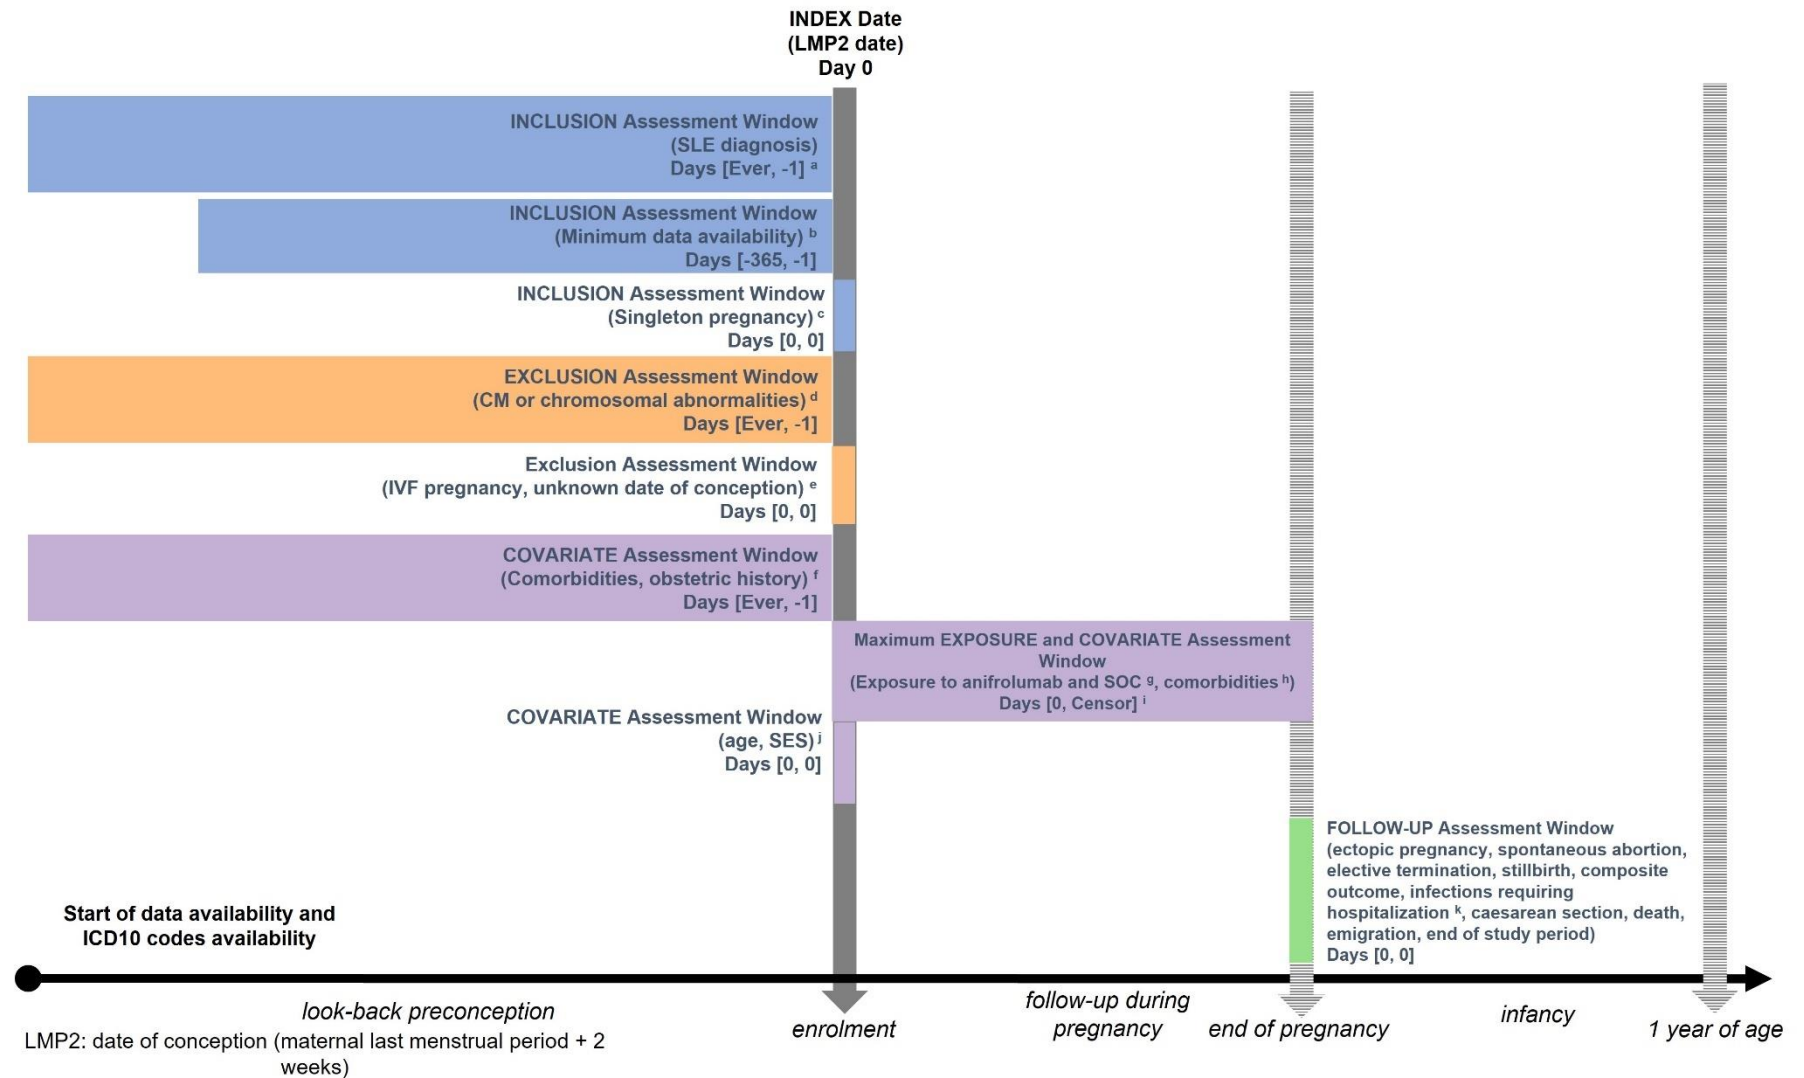 INDEX Date
(LMP2 date)
Day 0
INCLUSION Assessment Window
(SLE diagnosis)
Days [Ever, -1] a
INCLUSION Assessment Window
(Minimum data availability) b
Days [-365, -1]
INCLUSION Assessment Window
(Singleton pregnancy) c
Days [0, 0]
EXCLUSION Assessment Window
(CM or chromosomal abnormalities) d
Days [Ever, -1]
Exclusion Assessment Window
(IVF pregnancy, unknown date of conception) e
Days [0, 0]
COVARIATE Assessment Window
(Comorbidities, obstetric history) f
Days [Ever, -1]
Maximum EXPOSURE and COVARIATE Assessment
Window
(Exposure to anifrolumab and SOC g, comorbidities h)
Days [0, Censor] i
COVARIATE Assessment Window
(age, SES) j
Days [0, 0]
FOLLOW-UP Assessment Window
(ectopic pregnancy, spontaneous abortion,
elective termination, stillbirth, composite
outcome, infections requiring
hospitalization k, caesarean section, death,
emigration, end of study period)
Days [0, 0]
Start of data availability and
ICD10 codes availability
look-back preconception
enrolment
follow-up during
pregnancy
end of pregnancy
infancy
1 year of age
LMP2: date of conception (maternal last menstrual period + 2
weeks)